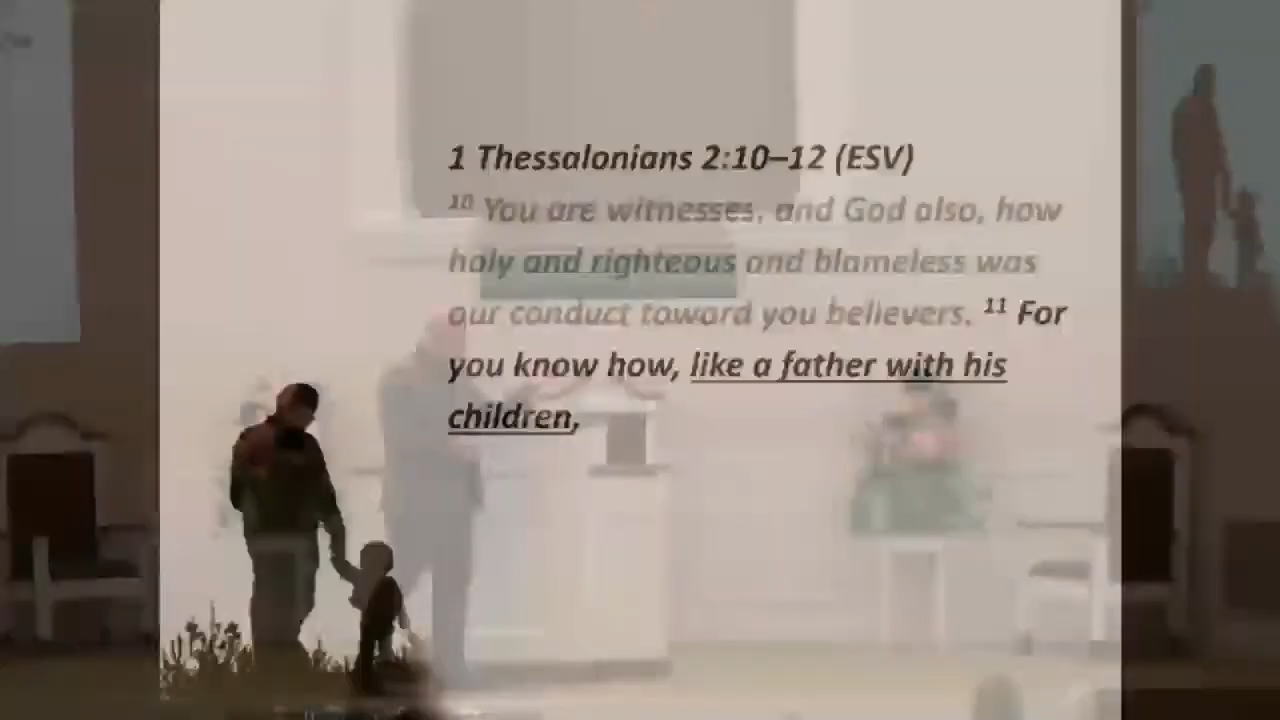 1 Thessalonians 2:10–12 (ESV)
10 You are witnesses, and God also, how
holy and righteous and blameless was
our conduct toward you believers. 11 For
you know how, like a father with his
children,